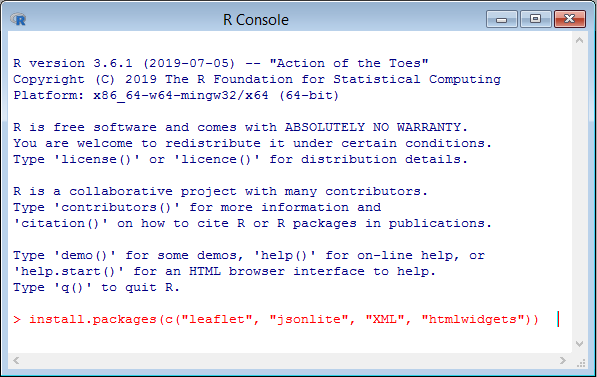 R Console
R version 3.6.1 (2019-07-05) -- "Action of the Toes"
Copyright (C) 2019 The R Foundation for Statistical Computing
Platform: x86_64-w64-mingw32/x64 (64-bit)
R is free software and comes with ABSOLUTELY NO WARRANTY.
You are welcome to redistribute it under certain conditions.
Type 'license()' or 'licence()' for distribution details.
R is a collaborative project with many contributors.
Type 'contributors()' for more information and
'citation()' on how to cite R or R packages in publications.
Type 'demo()' for some demos, 'help()' for on-line help, or
'help.start()' for an HTML browser interface to help.
Type 'q()' to quit R.
> install.packages(c("leaflet", "jsonlite", "XML", "htmlwidgets"))